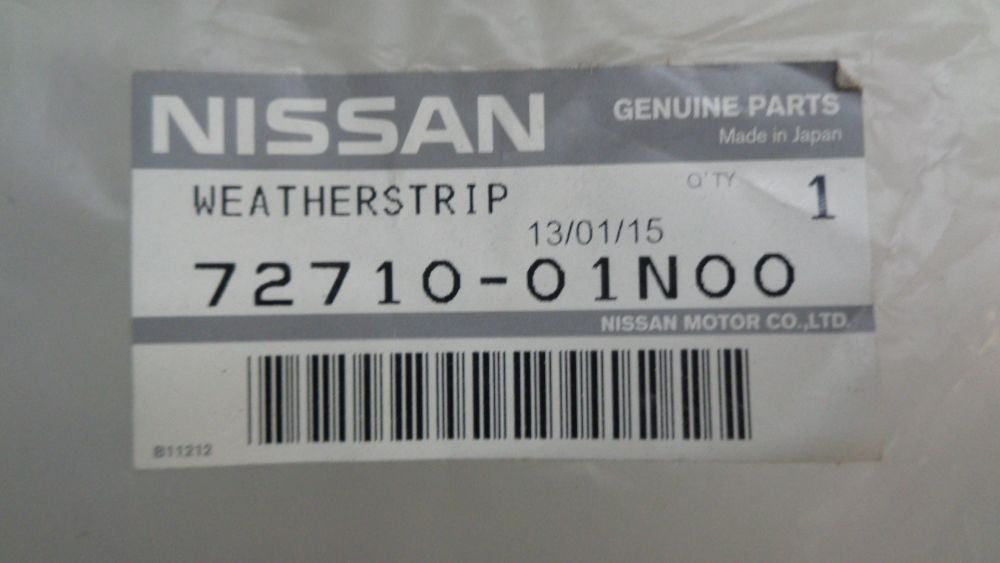 NISSAN
GENUINE PARTS
Made in Japan
WEATHERSTRIP
Q'TY 1
13/01/15
72710-01N00
NISSAN MOTOR CO.,LTD.
B11212